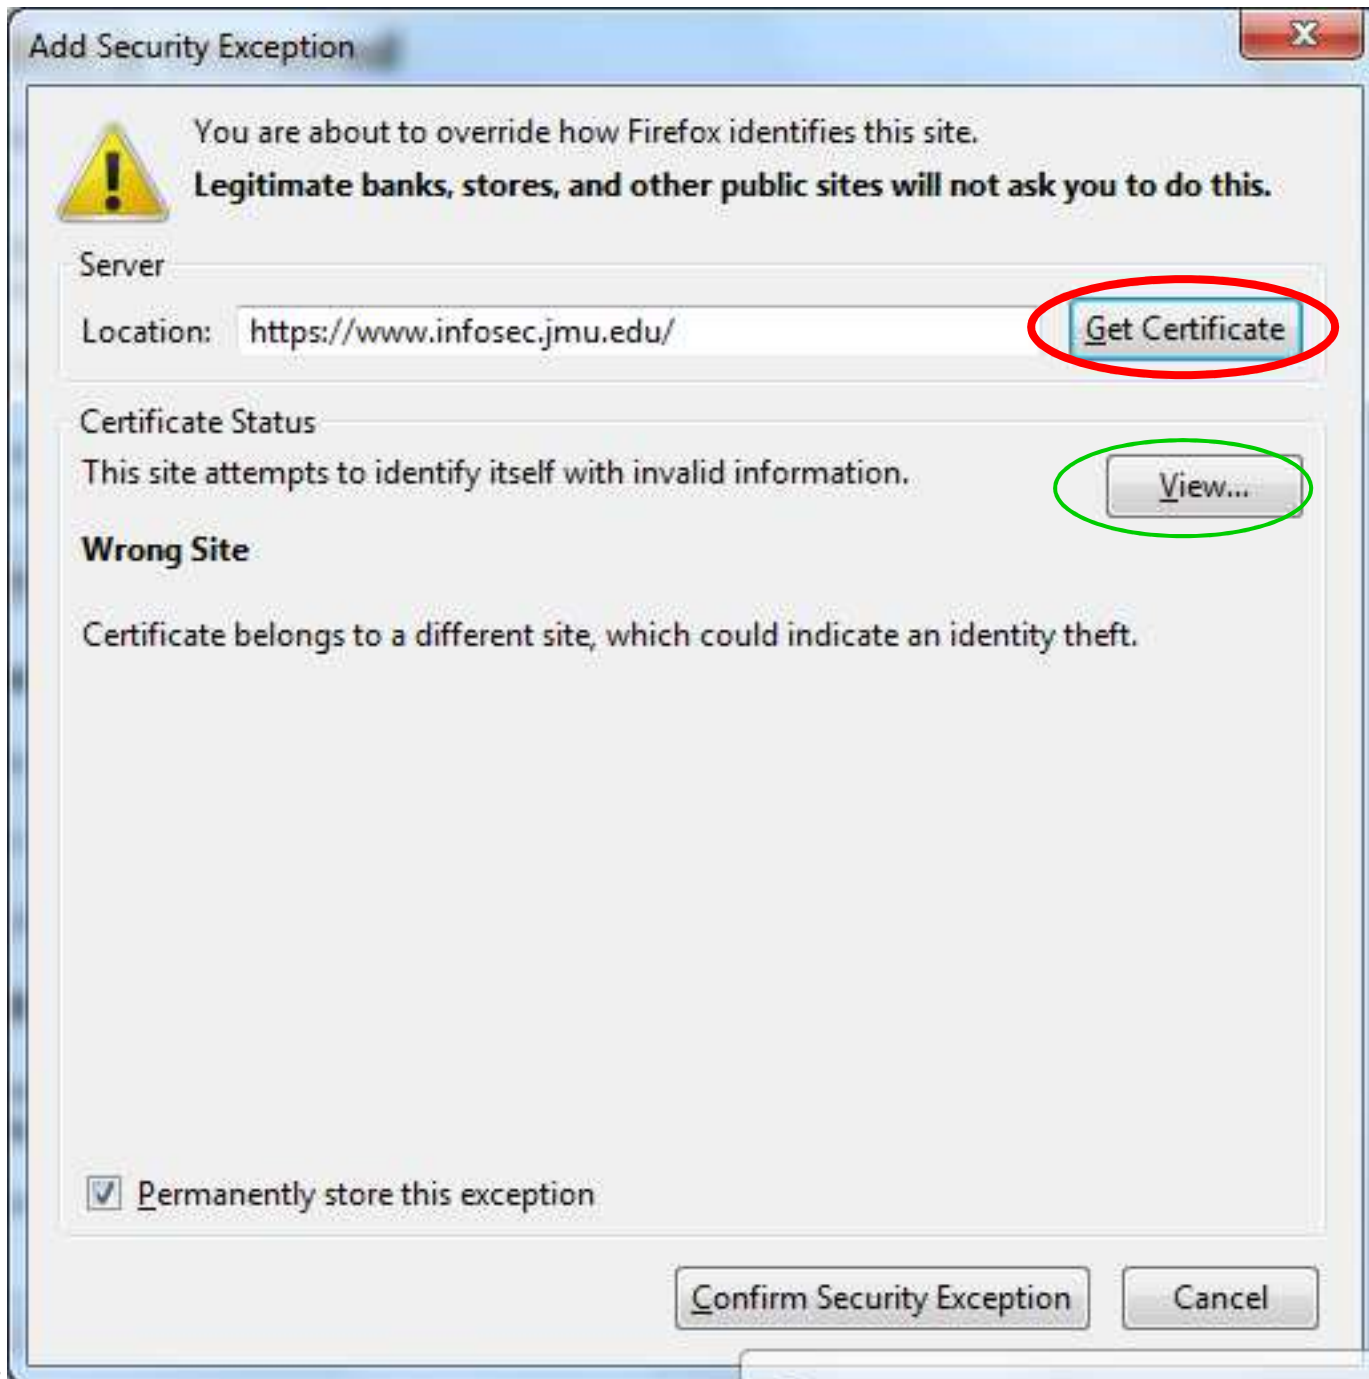 Add Security Exception
You are about to override how Firefox identifies this site.
Legitimate banks, stores, and other public sites will not ask you to do this.
Server
Location: https://www.infosec.jmu.edu/ Get Certificate
Certificate Status
This site attempts to identify itself with invalid information. View...
Wrong Site
Certificate belongs to a different site, which could indicate an identity theft.
Permanently store this exception
Confirm Security Exception Cancel